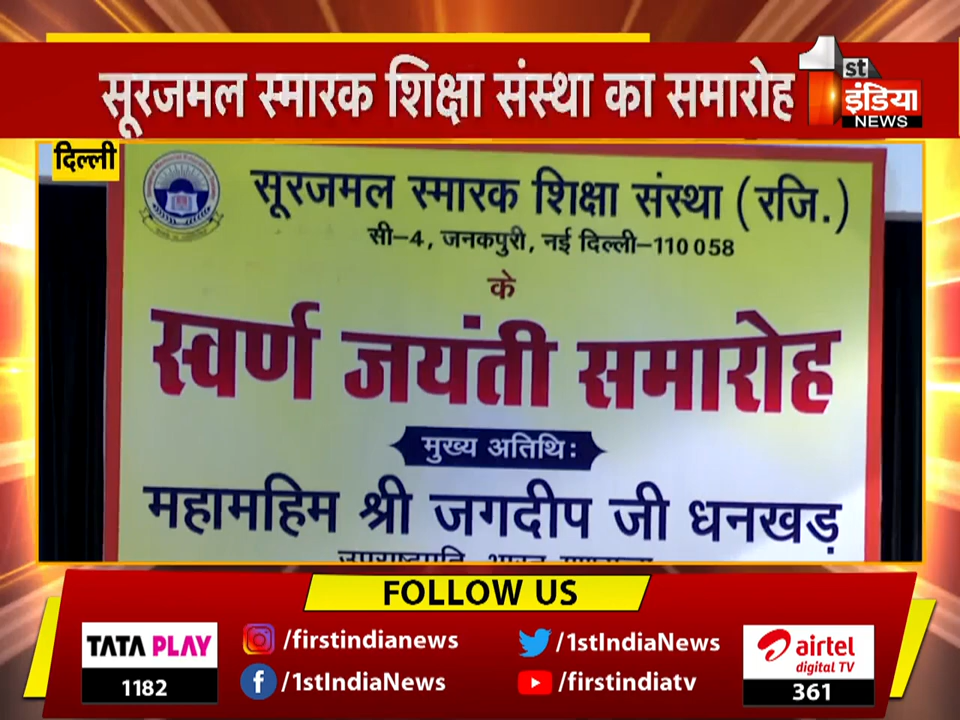 सूरजमल स्मारक शिक्षा संस्था का समारोह
1st
इंडिया
NEWS
दिल्ली
सूरजमल स्मारक शिक्षा संस्था (रजि.)
सी-4, जनकपुरी, नई दिल्ली-110058
के
स्वर्ण जयंती समारोह
मुख्य अतिथि:
महामहिम श्री जगदीप जी धनखड़
FOLLOW US
TATA PLAY
1182
/firstindianews
/1stIndiaNews
/1stIndiaNews
/firstindiatv
airtel
digital TV
361